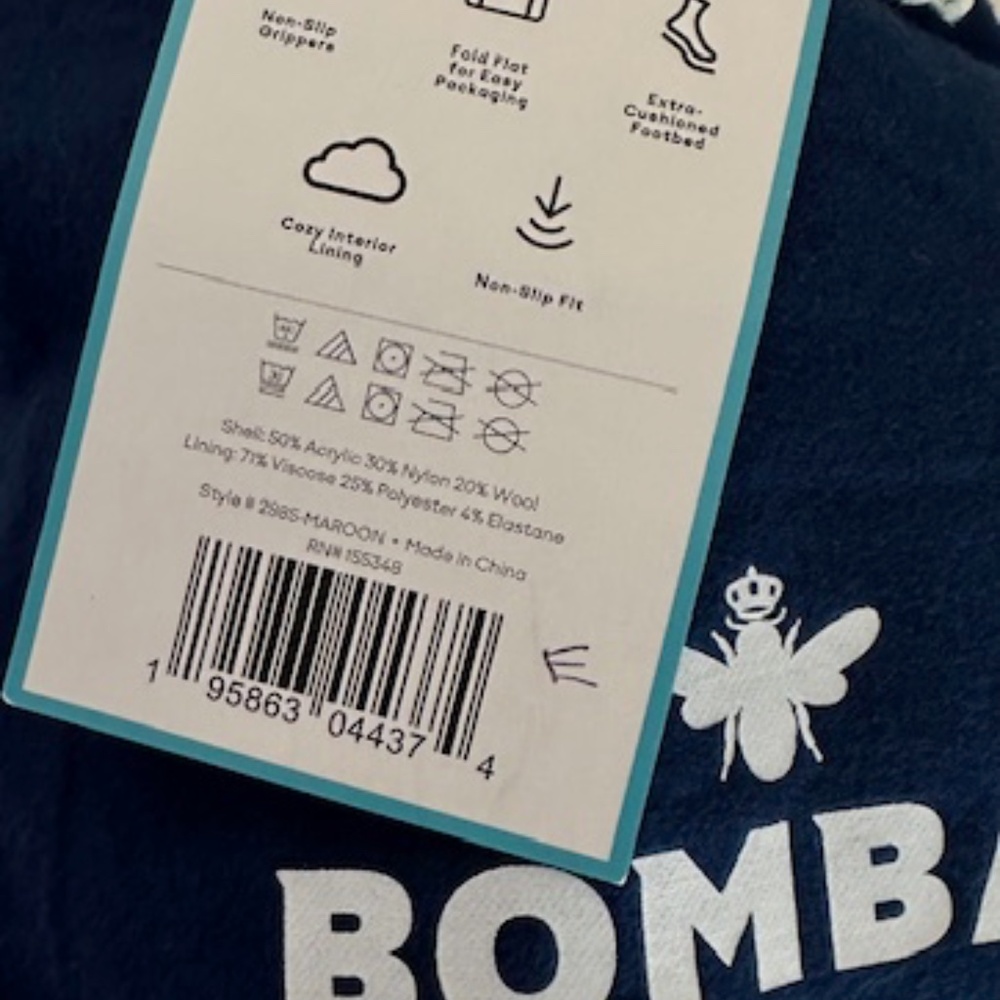 Non-Slip
Grippers
Fold Flat
for Easy
Packaging
Extra-
Cushioned
Footbed
Cozy Interior
Lining
Non-Slip Fit
Shell: 50% Acrylic 30% Nylon 20% Wool
Lining: 71% Viscose 25% Polyester 4% Elastane
Style # 2985-MAROON • Made in China
RN# 155348
1 95863 04437 4
BOMBA